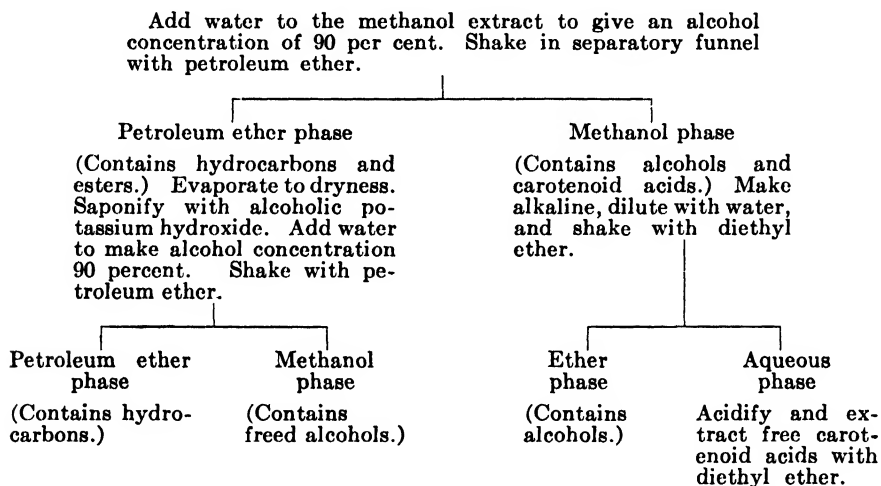 Add water to the methanol extract to give an alcohol
concentration of 90 per cent. Shake in separatory funnel
with petroleum ether.
Petroleum ether phase
(Contains hydrocarbons and
esters.) Evaporate to dryness.
Saponify with alcoholic po-
tassium hydroxide. Add water
to make alcohol concentration
90 percent. Shake with pe-
troleum ether.
Methanol phase
(Contains alcohols and
carotenoid acids.) Make
alkaline, dilute with water,
and shake with diethyl
ether.
Petroleum ether
phase
(Contains hydro-
carbons.)
Methanol
phase
(Contains
freed alcohols.)
Ether
phase
(Contains
alcohols.)
Aqueous
phase
Acidify and ex-
tract free carot-
enoid acids with
diethyl ether.